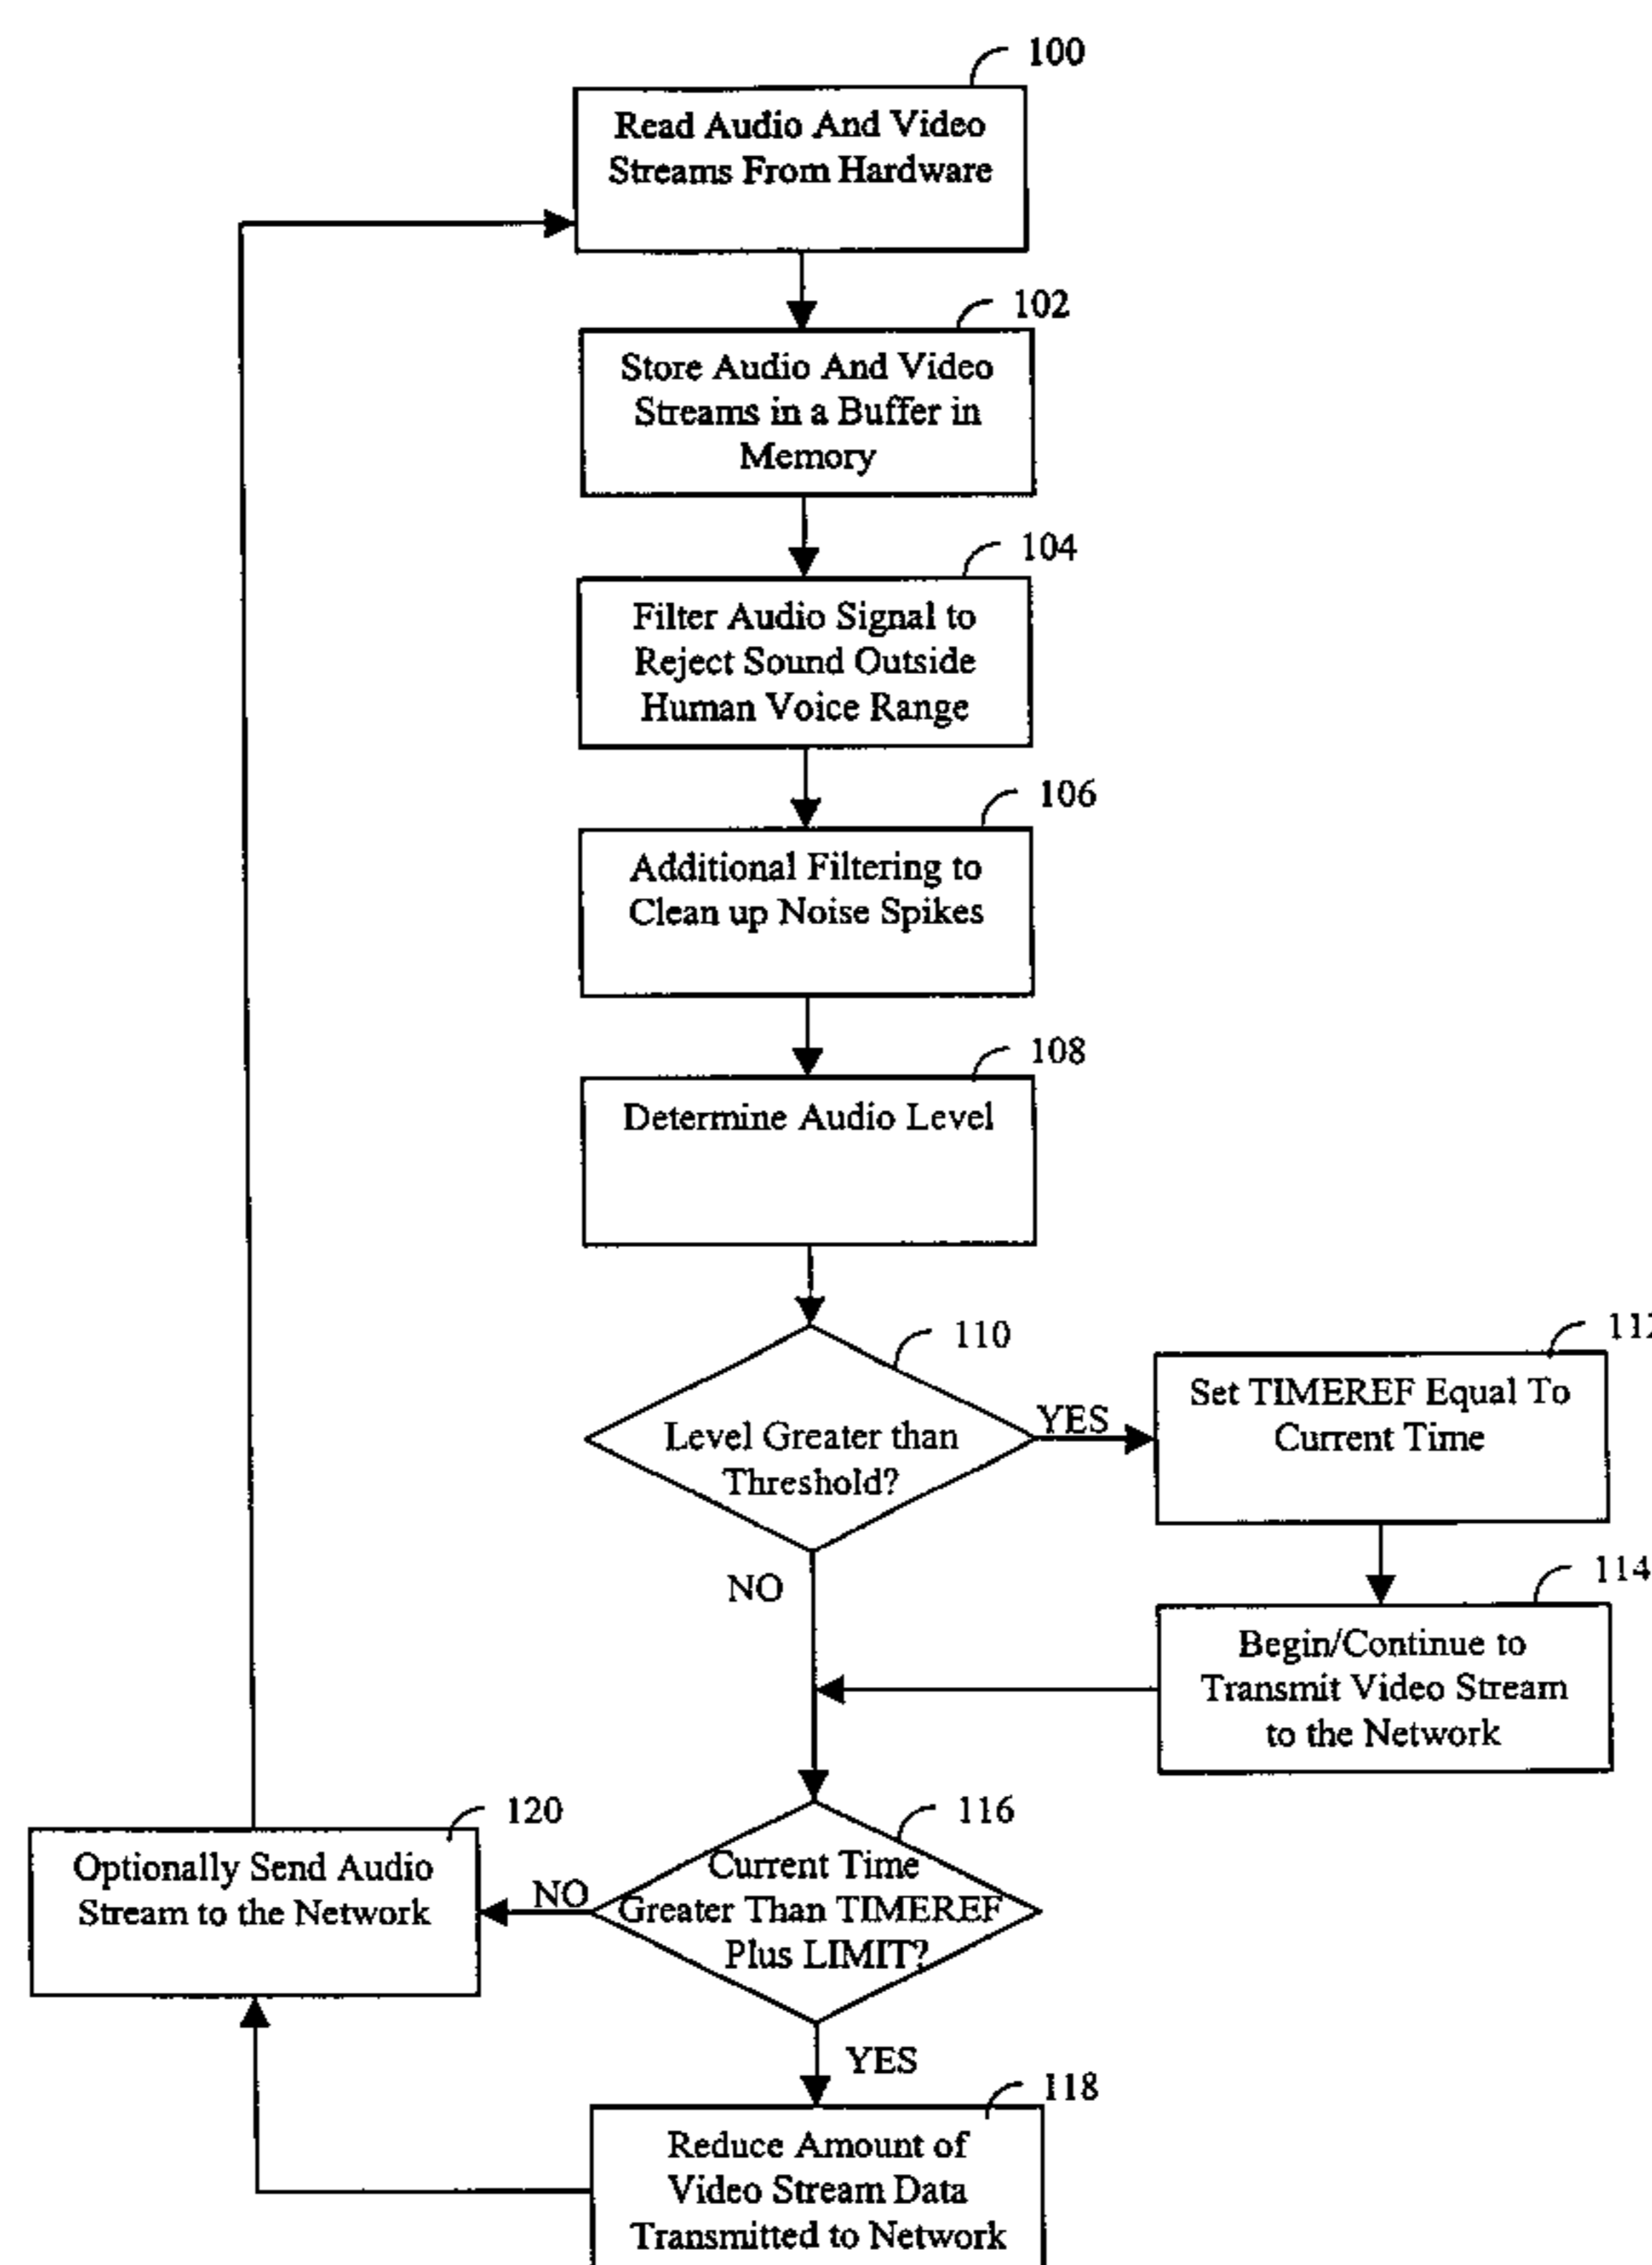 100
Read Audio And Video
Streams From Hardware
102
Store Audio And Video
Streams in a Buffer in
Memory
104
Filter Audio Signal to
Reject Sound Outside
Human Voice Range
106
Additional Filtering to
Clean up Noise Spikes
108
Determine Audio Level
110
Level Greater than
Threshold?
YES
112
Set TIMEREF Equal To
Current Time
NO
114
Begin/Continue to
Transmit Video Stream
to the Network
116
Current Time
Greater Than TIMEREF
Plus LIMIT?
NO
120
Optionally Send Audio
Stream to the Network
YES
118
Reduce Amount of
Video Stream Data
Transmitted to Network